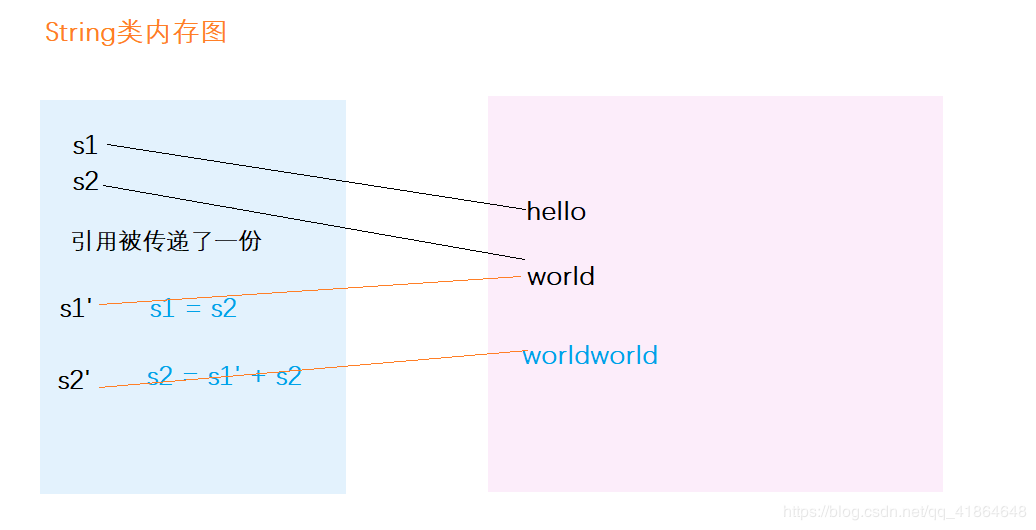 String类内存图
s1
s2
hello
引用被传递了一份
world
s1' s1 = s2
worldworld
s2' s2 = s1' + s2
https://blog.csdn.net/qq_41864648